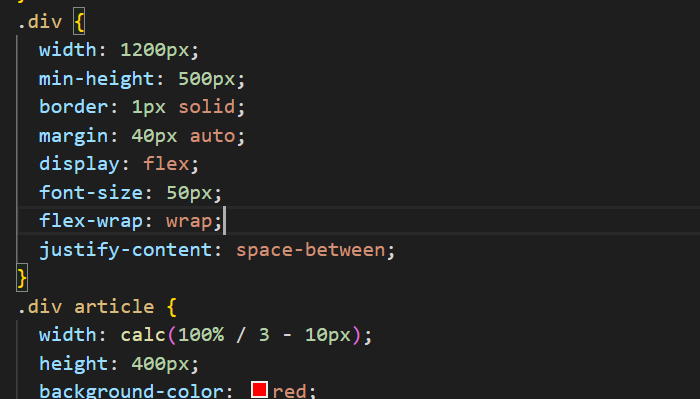 .div {
width: 1200px;
min-height: 500px;
border: 1px solid;
margin: 40px auto;
display: flex;
font-size: 50px;
flex-wrap: wrap;
justify-content: space-between;
}
.div article {
width: calc(100% / 3 - 10px);
height: 400px;
background-color: red;